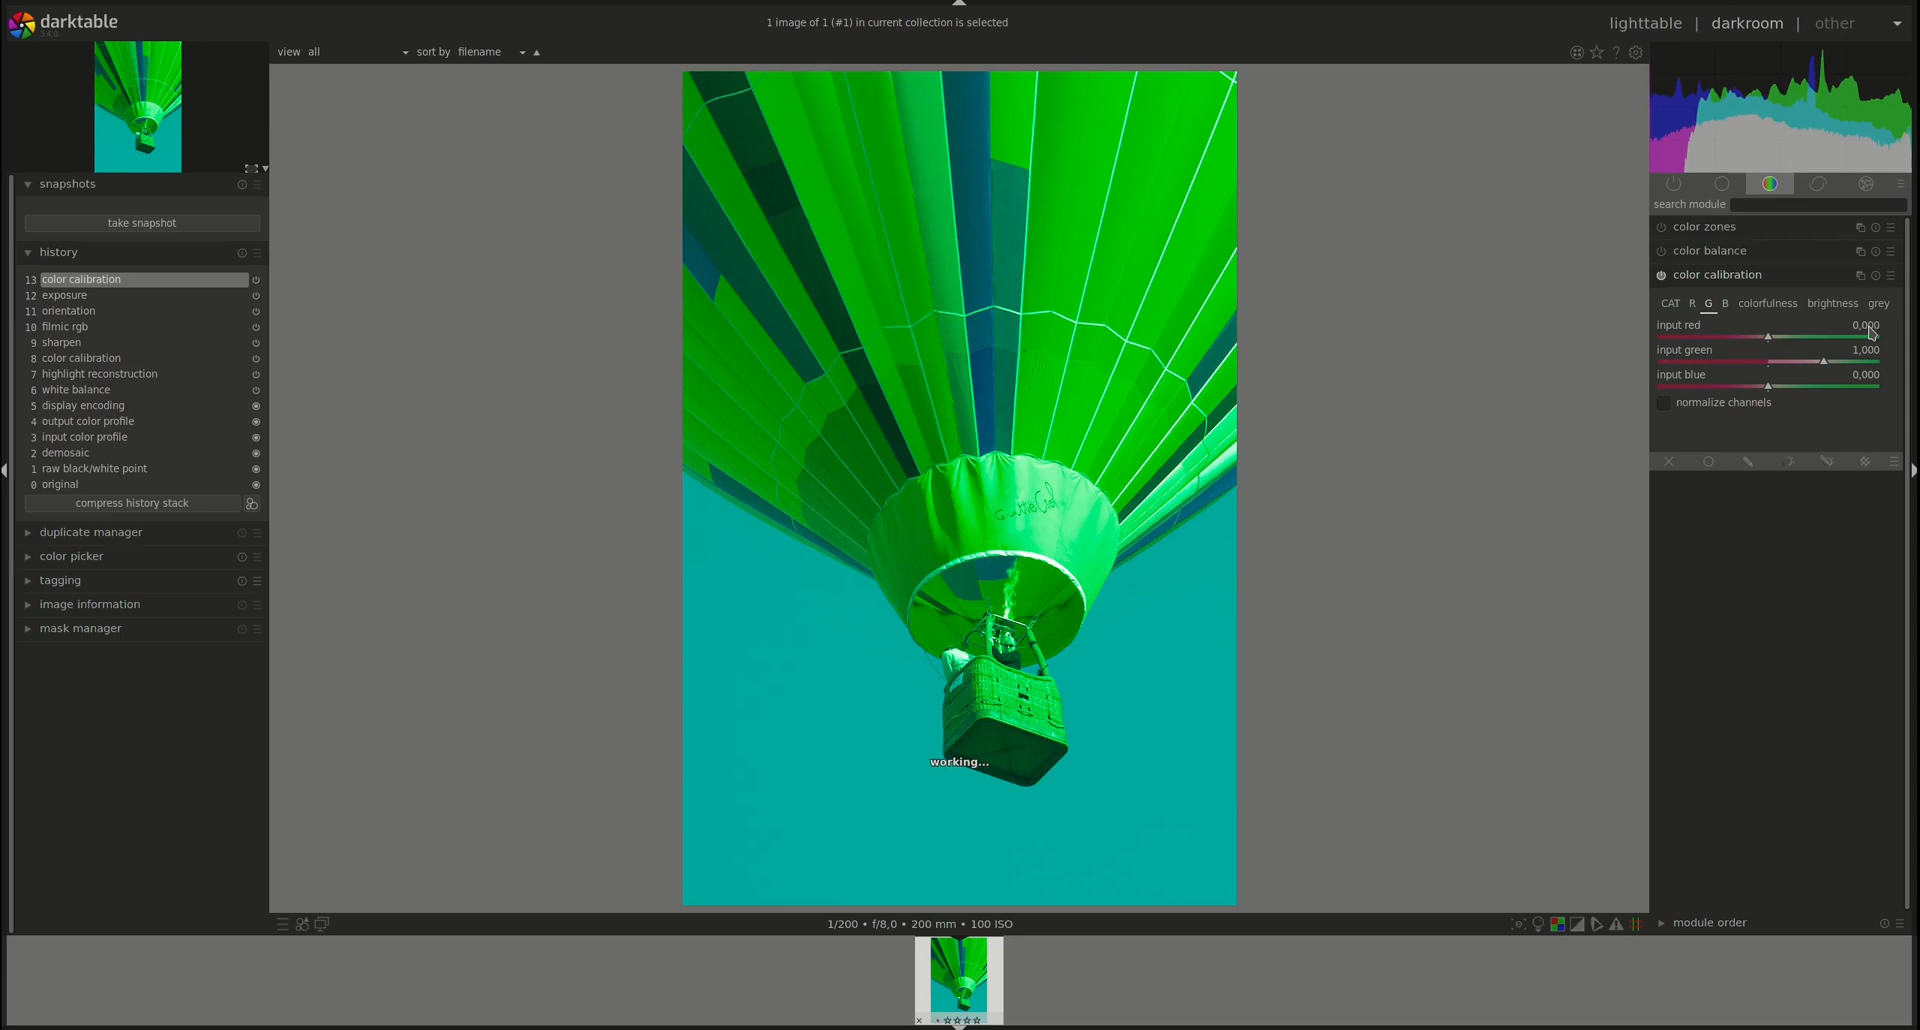 darktable
5.4.0
1 image of 1 (#1) in current collection is selected
lighttable | darkroom | other
view all
sort by filename
snapshots
take snapshot
history
13 color calibration
12 exposure
11 orientation
10 filmic rgb
9 sharpen
8 color calibration
7 highlight reconstruction
6 white balance
5 display encoding
4 output color profile
3 input color profile
2 demosaic
1 raw black/white point
0 original
compress history stack
duplicate manager
color picker
tagging
image information
mask manager
working...
1/200 • f/8,0 • 200 mm • 100 ISO
search module
color zones
color balance
color calibration
CAT R G B colorfulness brightness grey
input red 0,000
input green 1,000
input blue 0,000
normalize channels
module order